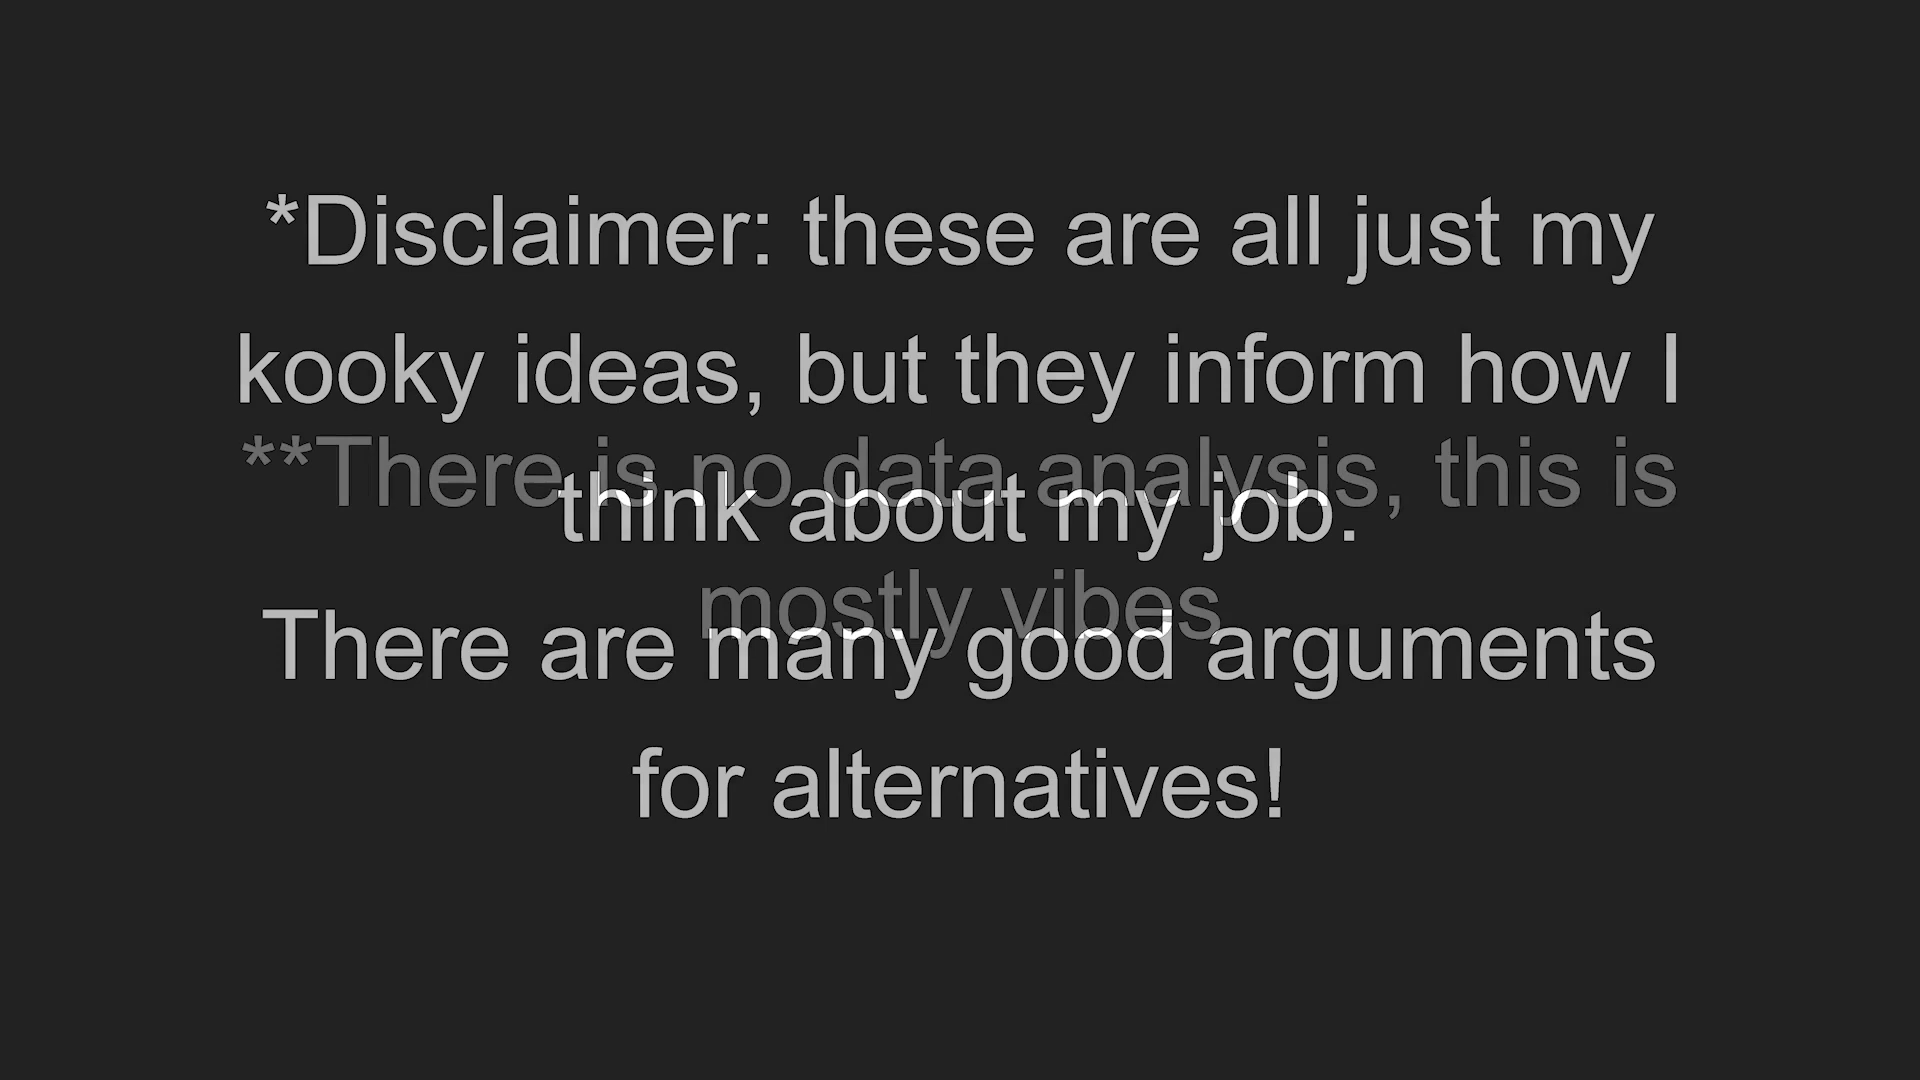 *Disclaimer: these are all just my
kooky ideas, but they inform how I
**There is no data analysis, this is
think about my job.
mostly vibes
There are many good arguments
for alternatives!